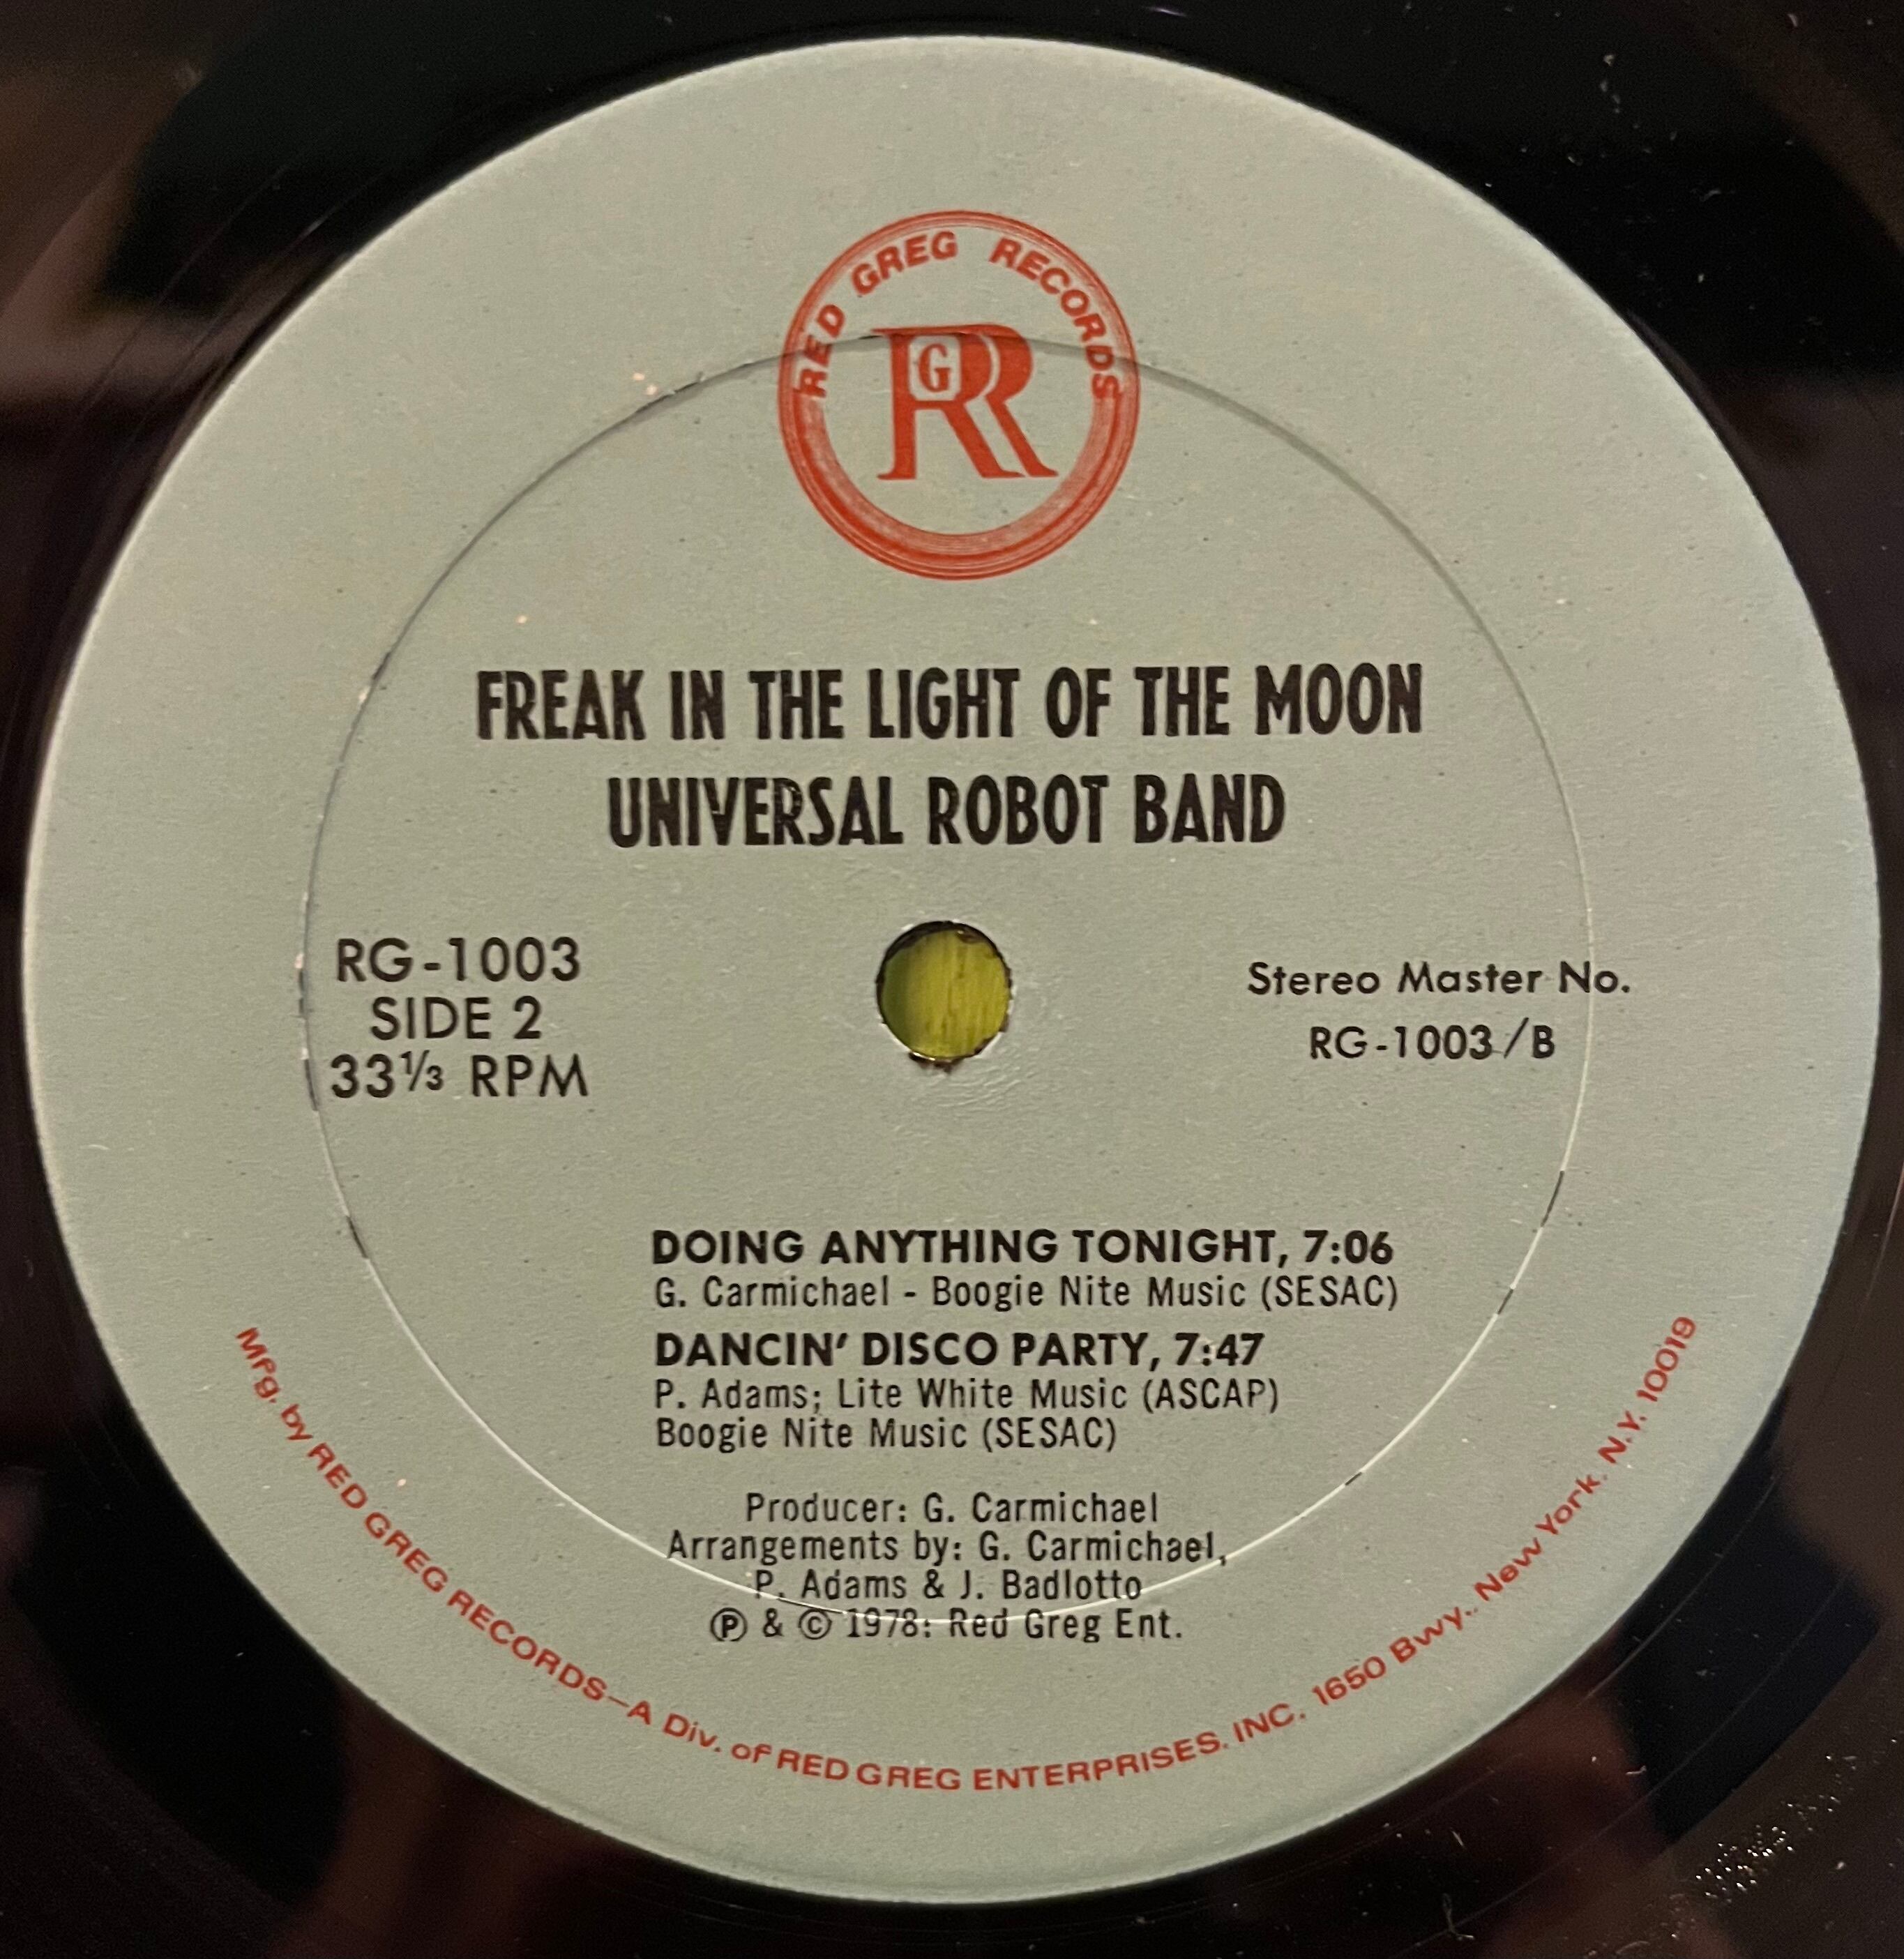 RED GREG RECORDS
RGR
FREAK IN THE LIGHT OF THE MOON
UNIVERSAL ROBOT BAND
RG-1003
SIDE 2
33⅓ RPM
Stereo Master No.
RG-1003/B
DOING ANYTHING TONIGHT, 7:06
G. Carmichael - Boogie Nite Music (SESAC)
DANCIN' DISCO PARTY, 7:47
P. Adams; Lite White Music (ASCAP)
Boogie Nite Music (SESAC)
Producer: G. Carmichael
Arrangements by: G. Carmichael,
P. Adams & J. Badlotto
℗ & © 1978: Red Greg Ent.
Mfg. by RED GREG RECORDS—A Div. of RED GREG ENTERPRISES, INC. 1650 Bwy., New York, N.Y. 10019